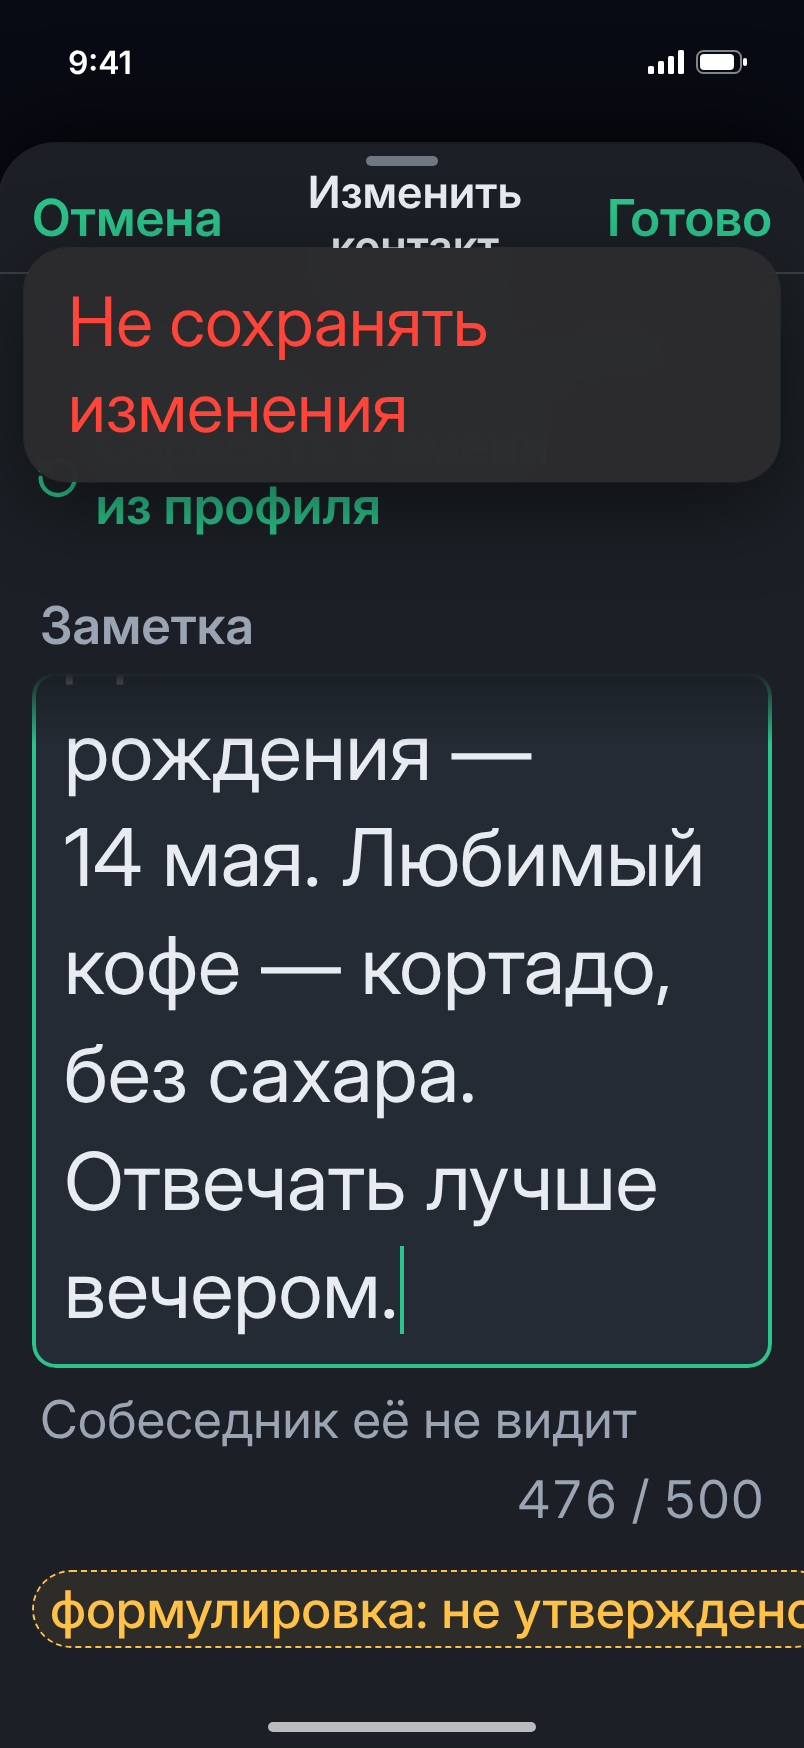 9:41
Отмена
Изменить
контакт
Готово
Не сохранять
изменения
из профиля
Заметка
рождения —
14 мая. Любимый
кофе — кортадо,
без сахара.
Отвечать лучше
вечером.
Собеседник её не видит
476 / 500
формулировка: не утверждено